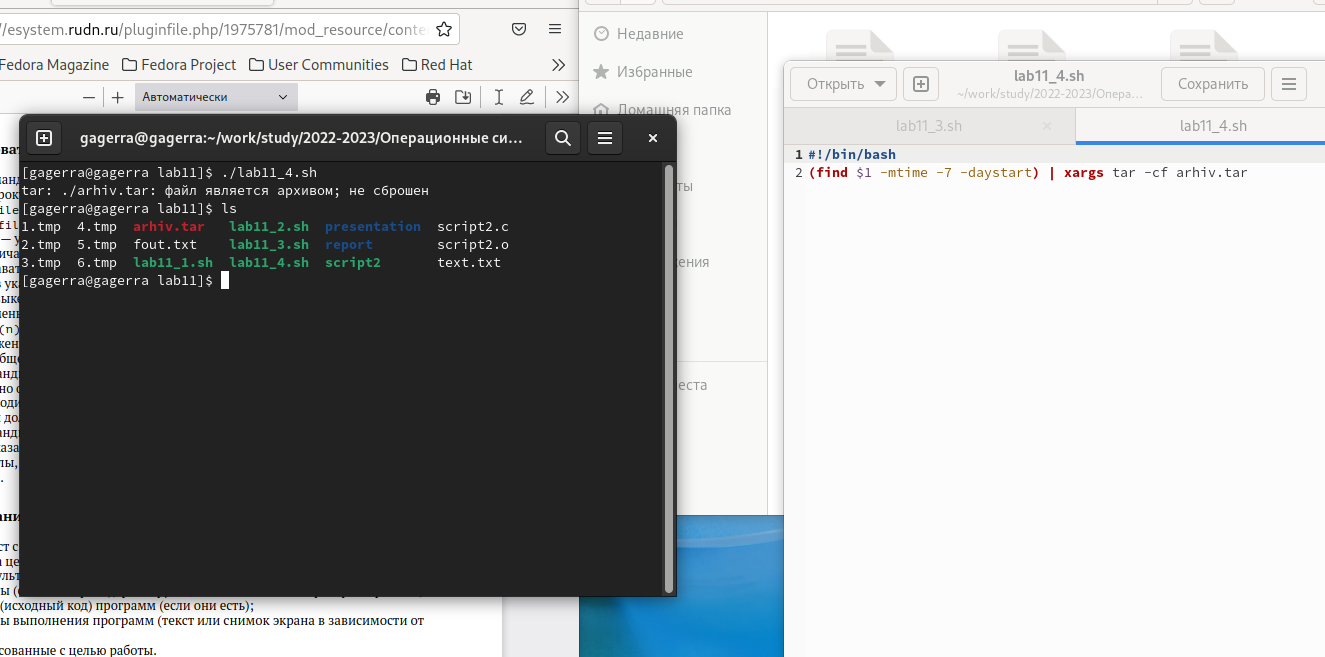 //esystem.rudn.ru/pluginfile.php/1975781/mod_resource/conte
Fedora Magazine Fedora Project User Communities Red Hat
Автоматически
(исходный код) программ (если они есть);
ы выполнения программ (текст или снимок экрана в зависимости от
сованные с целью работы.
Недавние
Избранные
Домашняя папка
gagerra@gagerra:~/work/study/2022-2023/Операционные си...
[gagerra@gagerra lab11]$ ./lab11_4.sh
tar: ./arhiv.tar: файл является архивом; не сброшен
[gagerra@gagerra lab11]$ ls
1.tmp 4.tmp arhiv.tar lab11_2.sh presentation script2.c
2.tmp 5.tmp fout.txt lab11_3.sh report script2.o
3.tmp 6.tmp lab11_1.sh lab11_4.sh script2 text.txt
[gagerra@gagerra lab11]$
Открыть
lab11_4.sh
~/work/study/2022-2023/Опера...
Сохранить
lab11_3.sh
lab11_4.sh
1 #!/bin/bash
2 (find $1 -mtime -7 -daystart) | xargs tar -cf arhiv.tar